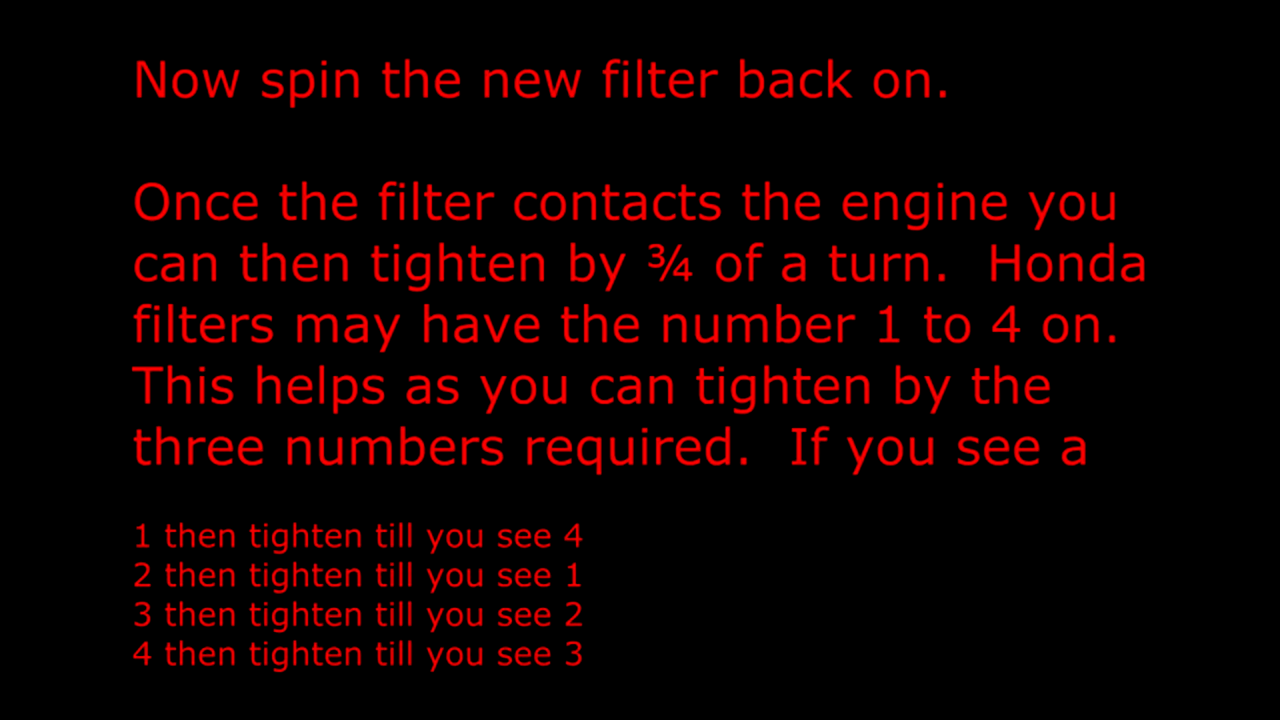 Now spin the new filter back on.
Once the filter contacts the engine you
can then tighten by ¾ of a turn.  Honda
filters may have the number 1 to 4 on.
This helps as you can tighten by the
three numbers required.  If you see a
1 then tighten till you see 4
2 then tighten till you see 1
3 then tighten till you see 2
4 then tighten till you see 3